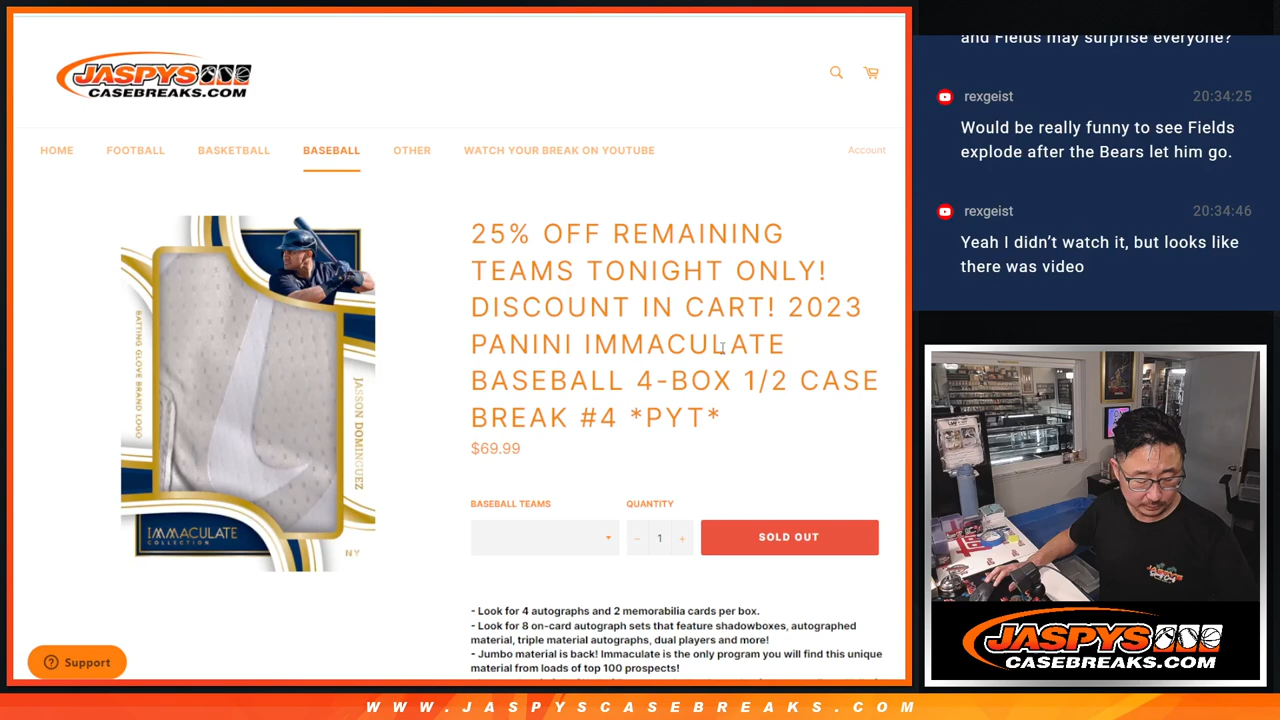 JASPYS
CASEBREAKS.COM
HOME
FOOTBALL
BASKETBALL
BASEBALL
OTHER
WATCH YOUR BREAK ON YOUTUBE
Account
BATTING GLOVE BRAND LOGO
JASSON DOMINGUEZ
IMMACULATE
COLLECTION
NY
25% OFF REMAINING
TEAMS TONIGHT ONLY!
DISCOUNT IN CART! 2023
PANINI IMMACULATE
BASEBALL 4-BOX 1/2 CASE
BREAK #4 *PYT*
$69.99
BASEBALL TEAMS
QUANTITY
− 1 +
SOLD OUT
- Look for 4 autographs and 2 memorabilia cards per box.
- Look for 8 on-card autograph sets that feature shadowboxes, autographed
material, triple material autographs, dual players and more!
- Jumbo material is back! Immaculate is the only program you will find this unique
material from loads of top 100 prospects!
Support
and Fields may surprise everyone?
rexgeist 20:34:25
Would be really funny to see Fields
explode after the Bears let him go.
rexgeist 20:34:46
Yeah I didn't watch it, but looks like
there was video
JASPYS
CASEBREAKS.COM
WWW.JASPYSCASEBREAKS.COM